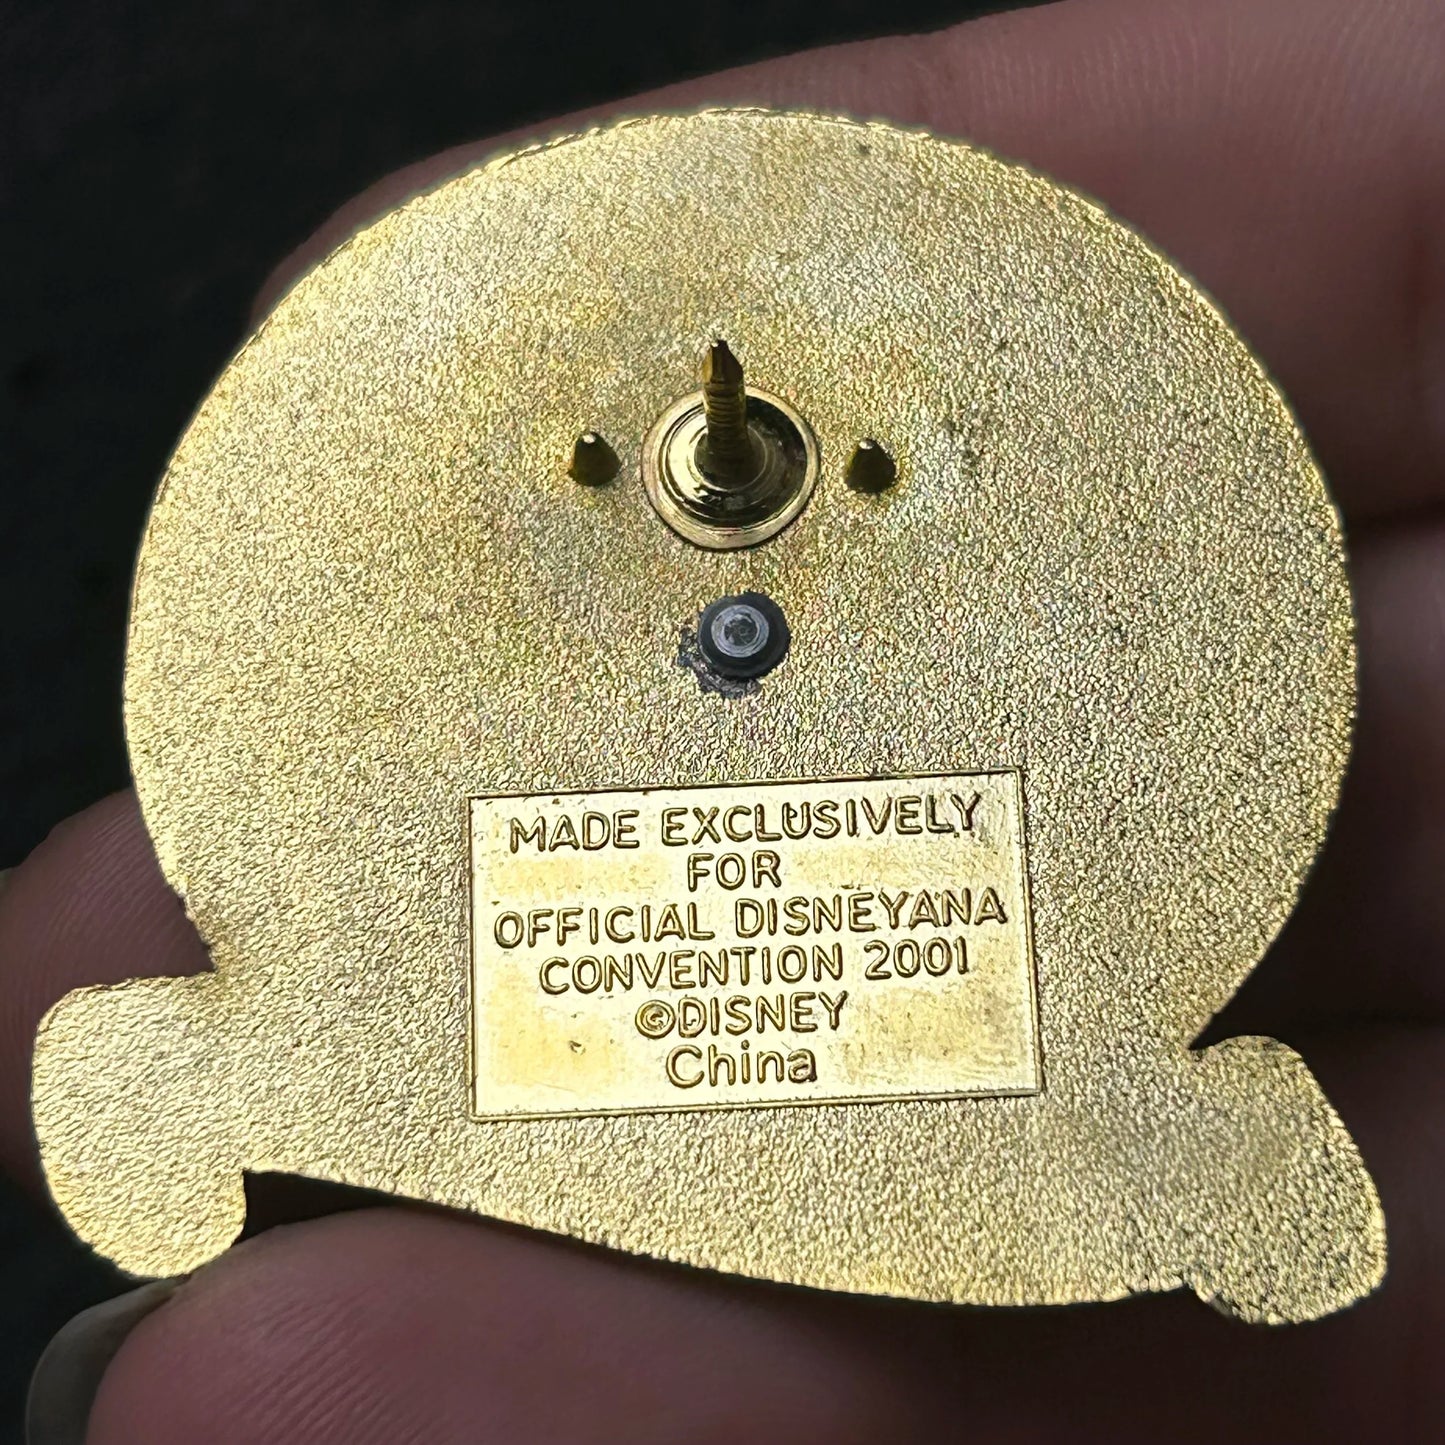 MADE EXCLUSIVELY
FOR
OFFICIAL DISNEYANA
CONVENTION 2001
©DISNEY
China